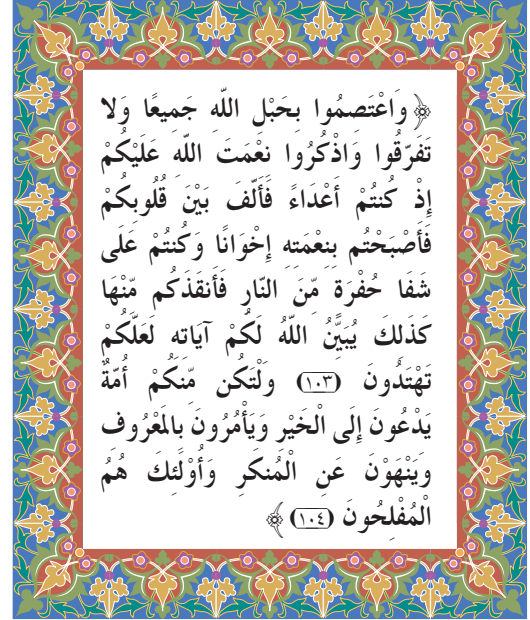 ﴿ وَاعْتَصِمُوا بِحَبْلِ اللَّهِ جَمِيعًا وَلا
تَفَرَّقُوا وَاذْكُرُوا نِعْمَتَ اللَّهِ عَلَيْكُمْ
إِذْ كُنتُمْ أَعْدَاءً فَأَلَّفَ بَيْنَ قُلُوبِكُمْ
فَأَصْبَحْتُم بِنِعْمَتِهِ إِخْوَانًا وَكُنتُمْ عَلَى
شَفَا حُفْرَةٍ مِّنَ النَّارِ فَأَنقَذَكُم مِّنْهَا
كَذَلِكَ يُبَيِّنُ اللَّهُ لَكُمْ آيَاتِهِ لَعَلَّكُمْ
تَهْتَدُونَ (١٠٣) وَلْتَكُن مِّنكُمْ أُمَّةٌ
يَدْعُونَ إِلَى الْخَيْرِ وَيَأْمُرُونَ بِالْمَعْرُوفِ
وَيَنْهَوْنَ عَنِ الْمُنكَرِ وَأُوْلَئِكَ هُمُ
الْمُفْلِحُونَ (١٠٤) ﴾